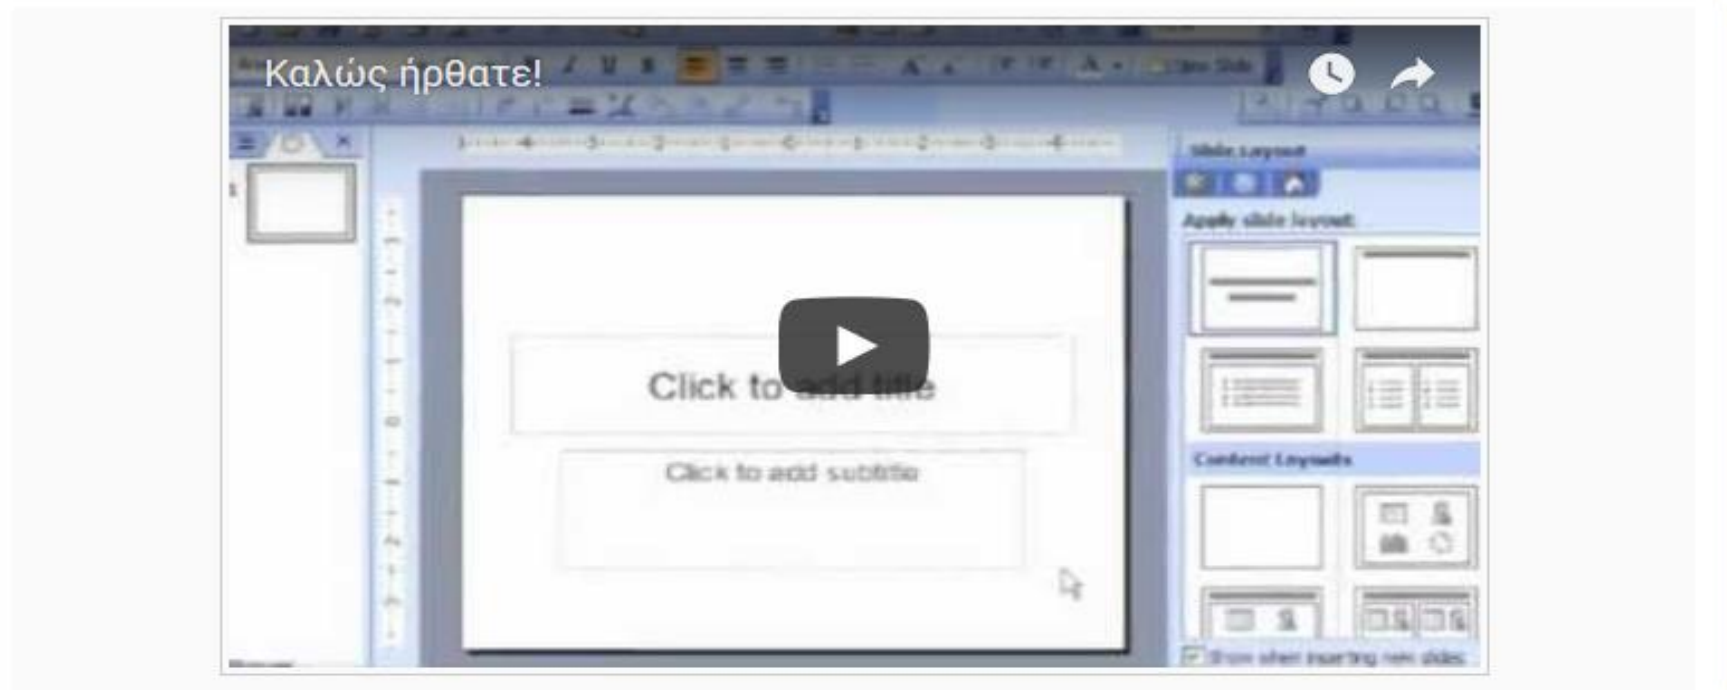 Καλώς ήρθατε!
Slide Layout
Apply slide layout:
Click to add title
Click to add subtitle
Content Layouts
Show when inserting new slides